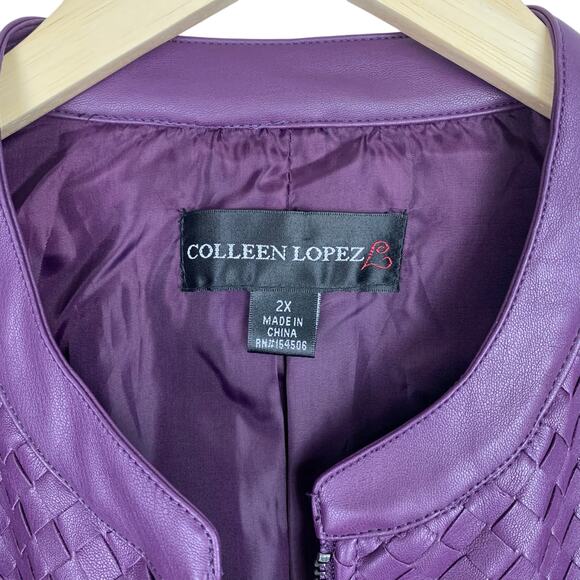 COLLEEN LOPEZ
2X
MADE IN
CHINA
RN#154506